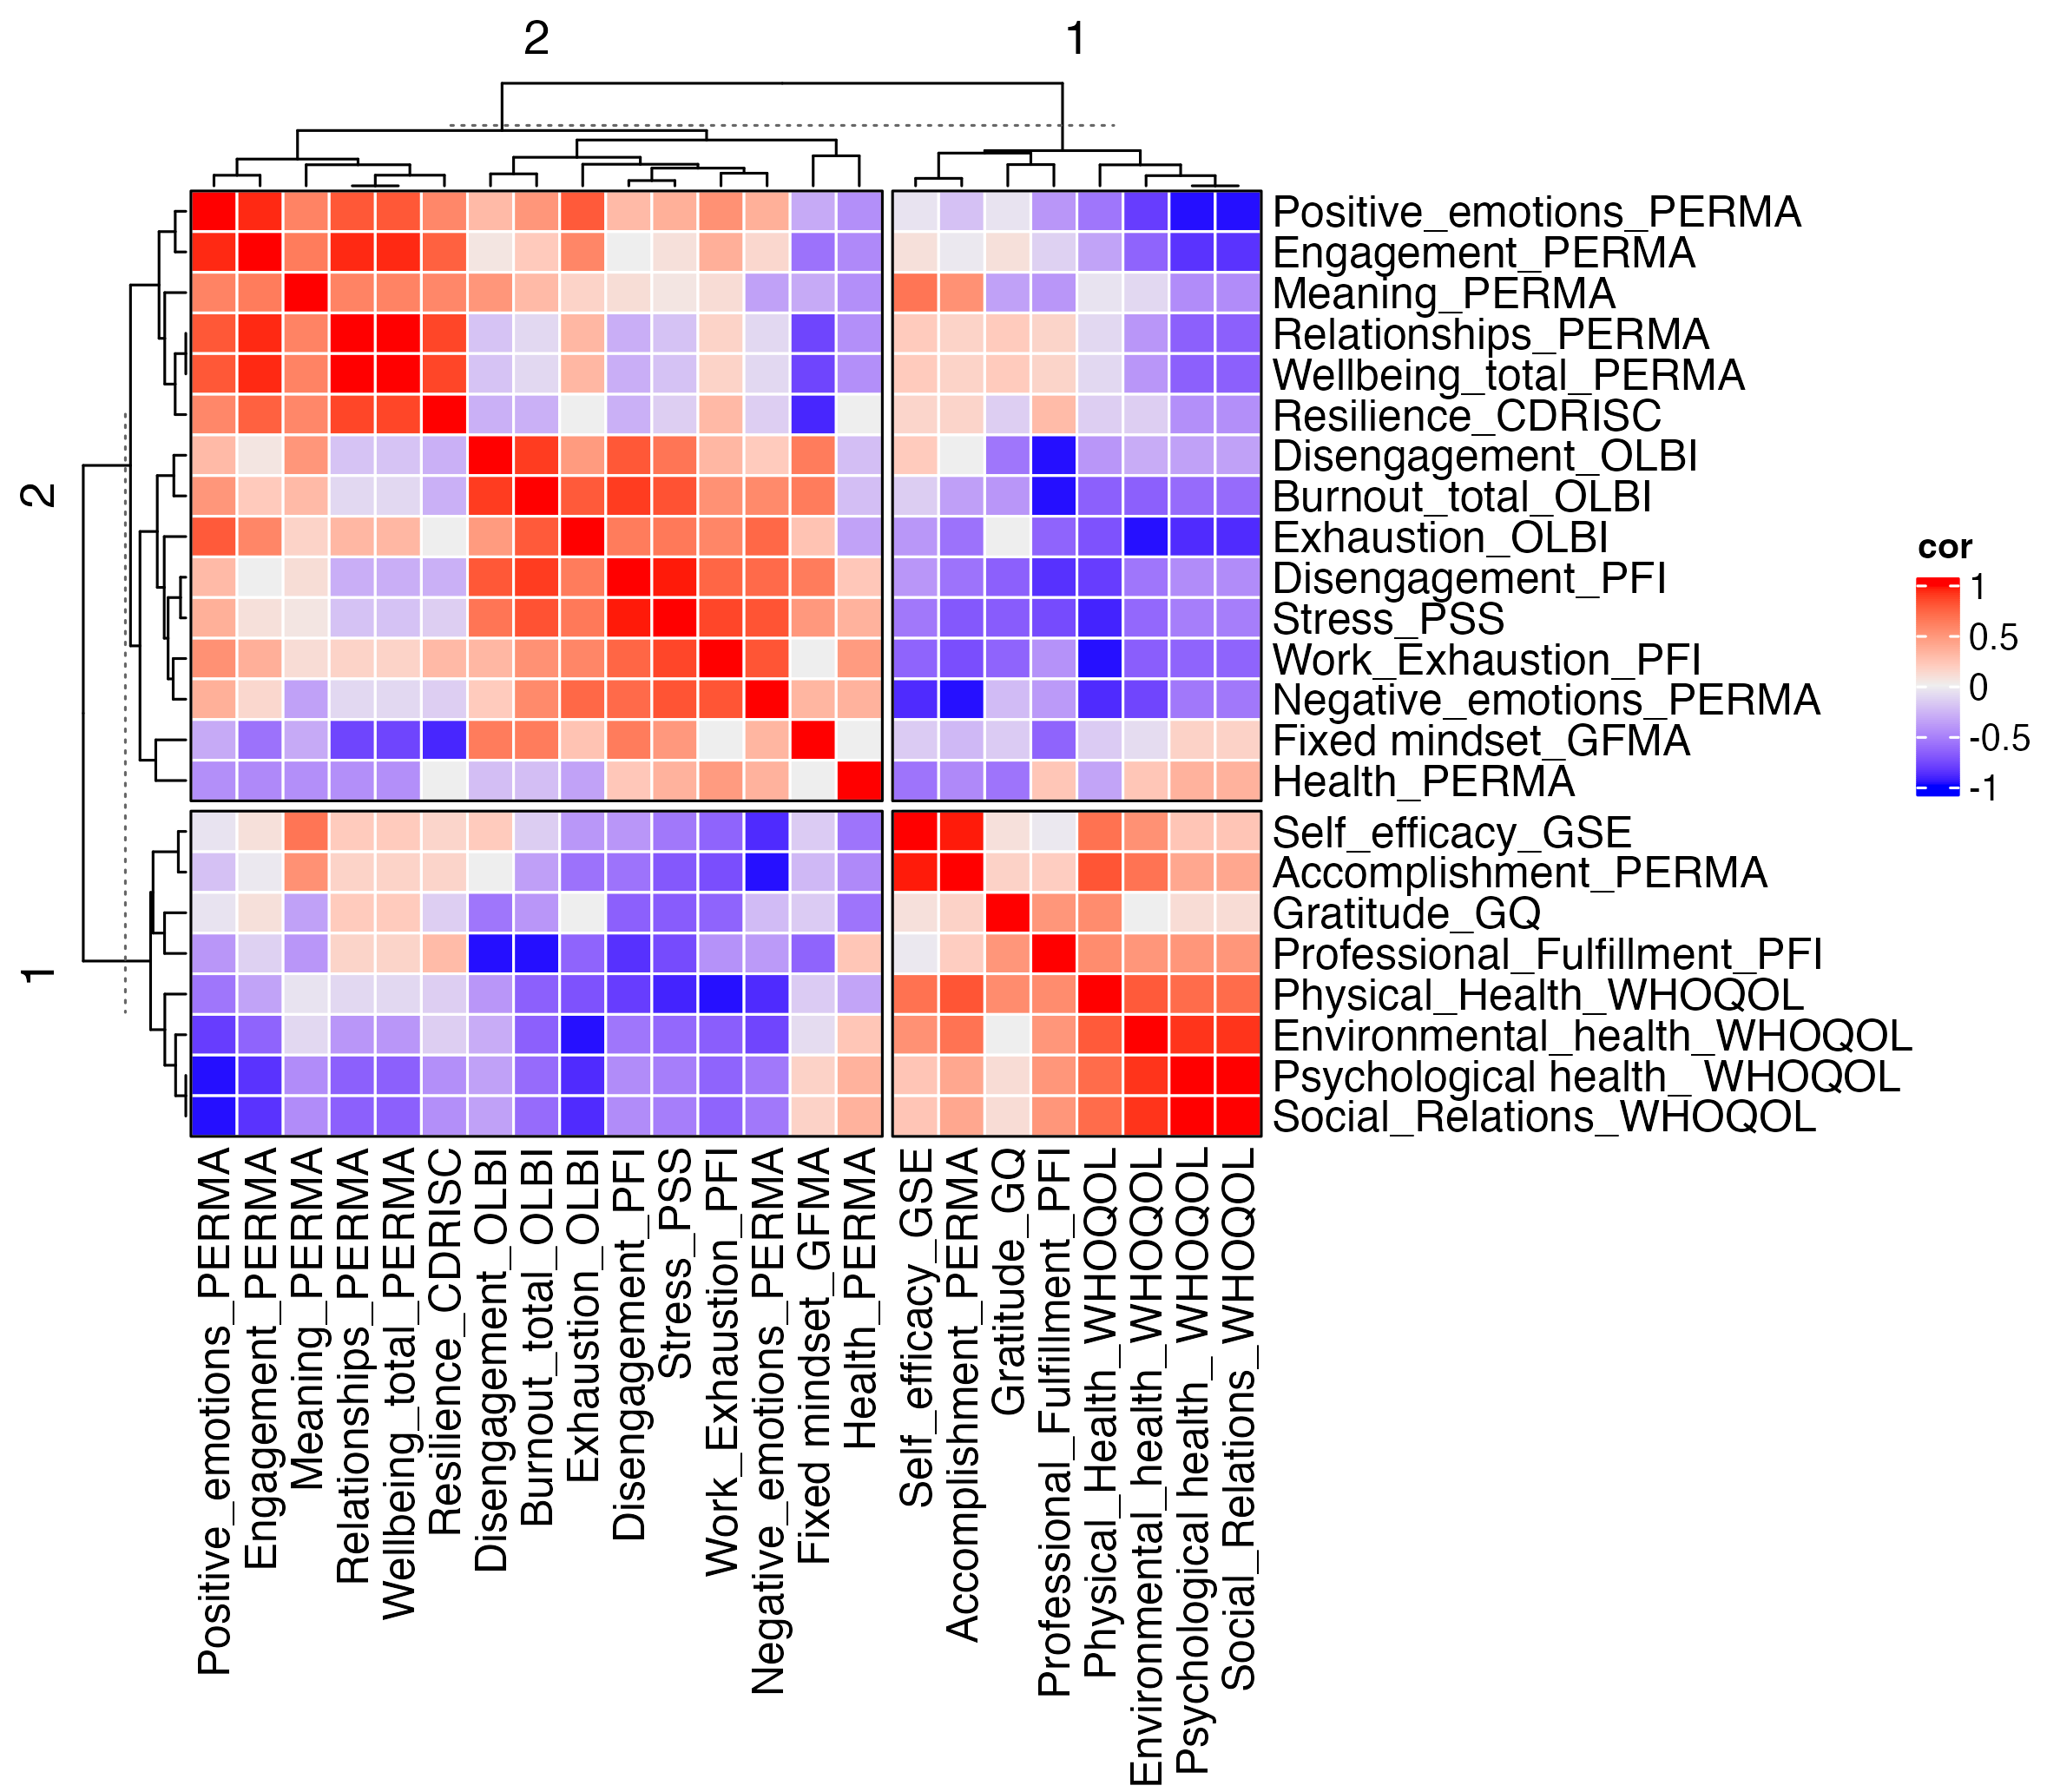 2
1
Positive_emotions_PERMA
Engagement_PERMA
Meaning_PERMA
Relationships_PERMA
Wellbeing_total_PERMA
Resilience_CDRISC
Disengagement_OLBI
Burnout_total_OLBI
Exhaustion_OLBI
Disengagement_PFI
Stress_PSS
Work_Exhaustion_PFI
Negative_emotions_PERMA
Fixed mindset_GFMA
Health_PERMA
2
Self_efficacy_GSE
Accomplishment_PERMA
Gratitude_GQ
Professional_Fulfillment_PFI
Physical_Health_WHOQOL
Environmental_health_WHOQOL
Psychological health_ WHOQOL
Social_Relations_WHOQOL
1
cor
1
0.5
0
-0.5
-1
Positive_emotions_PERMA
Engagement_PERMA
Meaning_PERMA
Relationships_PERMA
Wellbeing_total_PERMA
Resilience_CDRISC
Disengagement_OLBI
Burnout_total_OLBI
Exhaustion_OLBI
Disengagement_PFI
Stress_PSS
Work_Exhaustion_PFI
Negative_emotions_PERMA
Fixed mindset_GFMA
Health_PERMA
Self_efficacy_GSE
Accomplishment_PERMA
Gratitude_GQ
Professional_Fulfillment_PFI
Physical_Health_WHOQOL
Environmental_health_WHOQOL
Psychological health_ WHOQOL
Social_Relations_WHOQOL